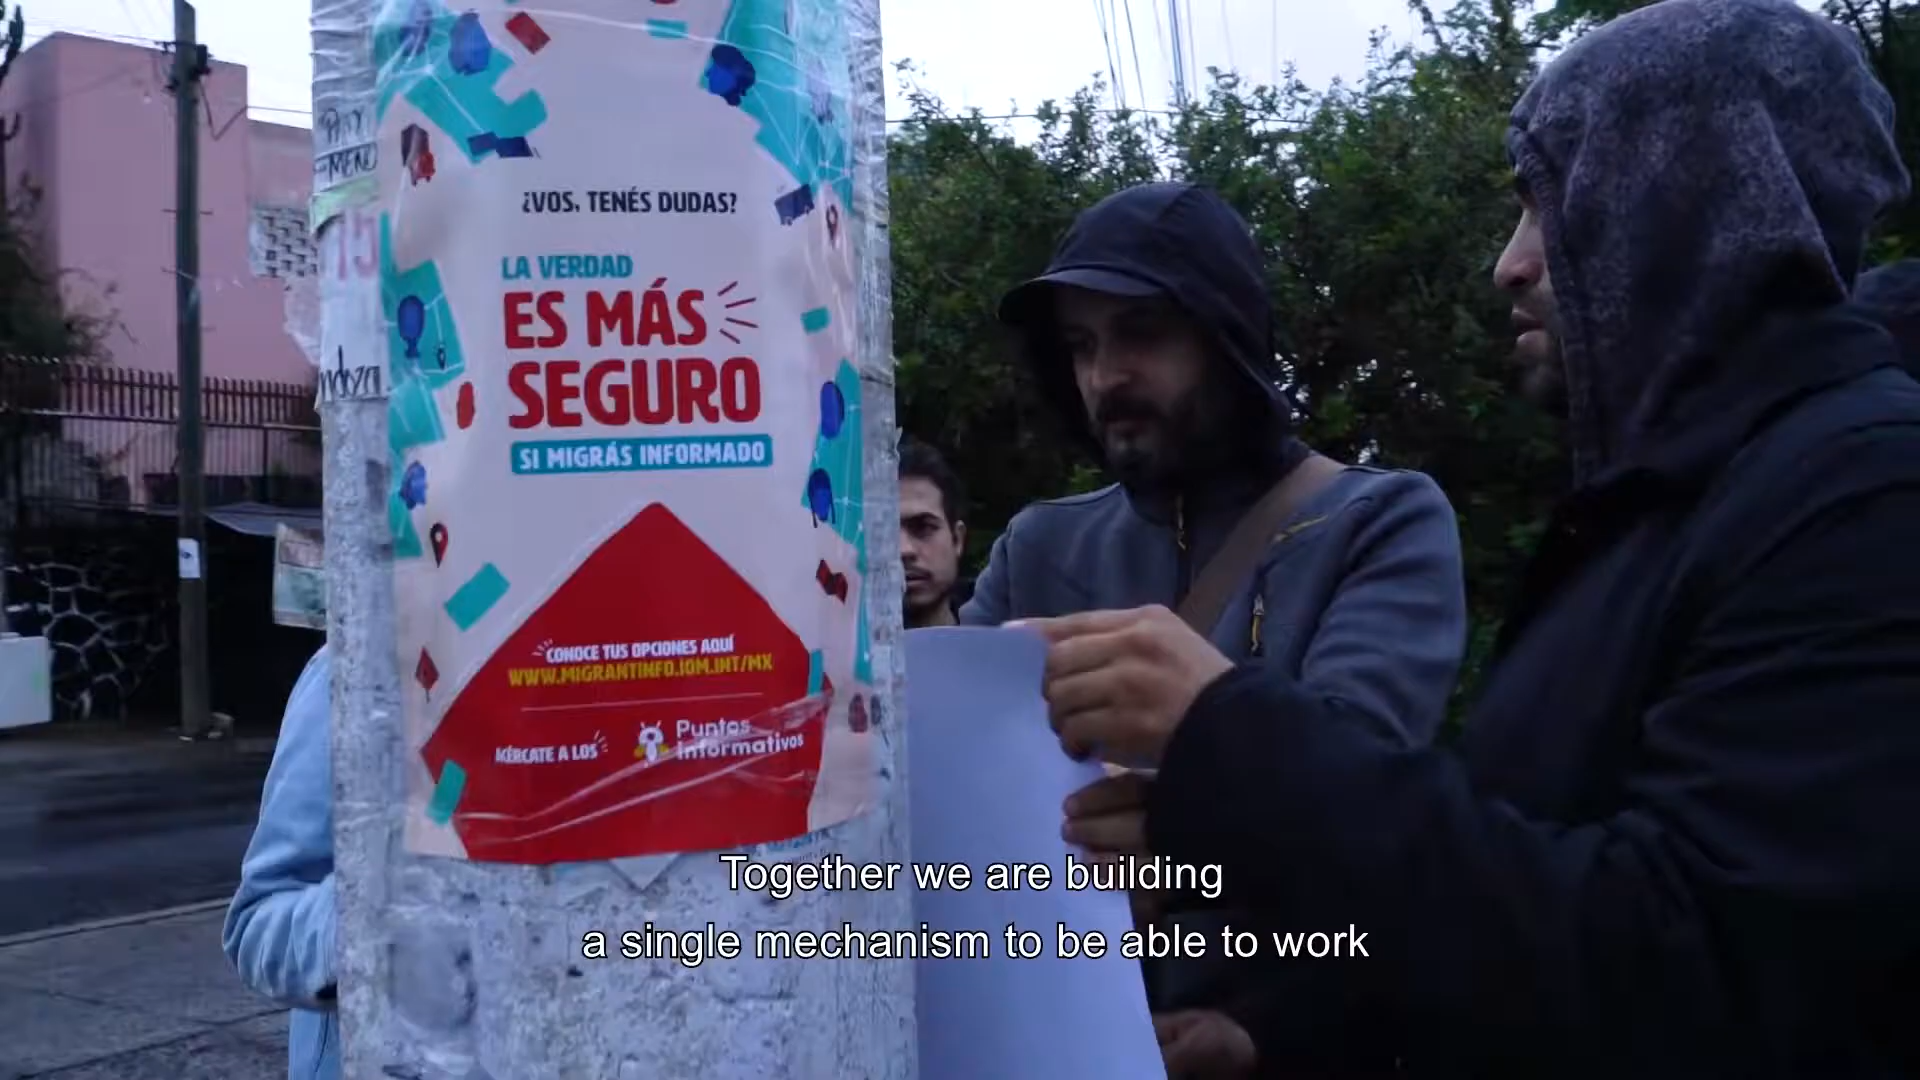 ¿VOS, TENÉS DUDAS?
LA VERDAD
ES MÁS
SEGURO
SI MIGRÁS INFORMADO
CONOCE TUS OPCIONES AQUÍ
WWW.MIGRANTINFO.IOM.INT/MX
ACÉRCATE A LOS
Puntos
Informativos
Together we are building
a single mechanism to be able to work